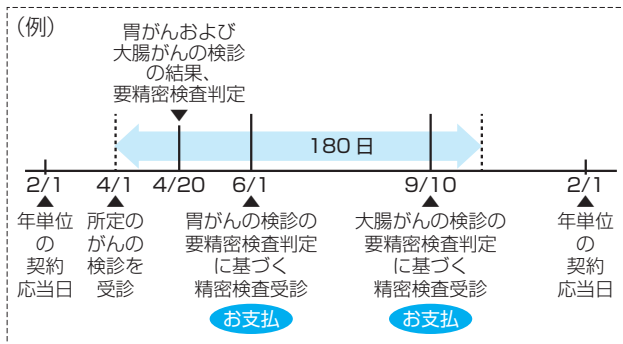 (例)
胃がんおよび
大腸がんの検診
の結果、
要精密検査判定
180日
2/1
4/1
4/20
6/1
9/10
2/1
年単位
の
契約
応当日
所定の
がんの
検診を
受診
胃がんの検診の
要精密検査判定
に基づく
精密検査受診
お支払
大腸がんの検診の
要精密検査判定
に基づく
精密検査受診
お支払
年単位
の
契約
応当日